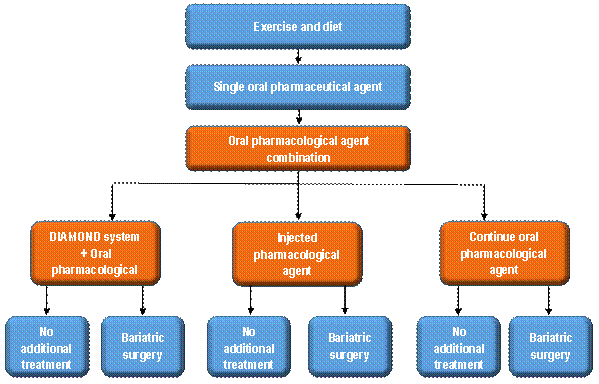 Exercise and diet
Single oral pharmaceutical agent
Oral pharmacological agent
combination
DIAMOND system
+ Oral
pharmacological
Injected
pharmacological
agent
Continue oral
pharmacological
agent
No
additional
treatment
Bariatric
surgery
No
additional
treatment
Bariatric
surgery
No
additional
treatment
Bariatric
surgery